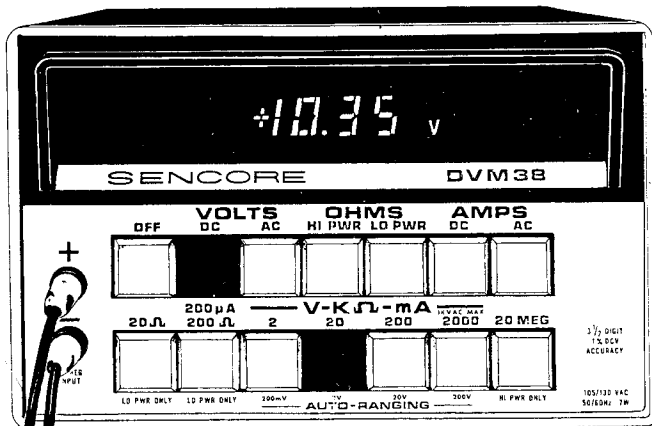 +10.35 V
SENCORE DVM38
VOLTS OHMS AMPS
OFF DC AC HI PWR LO PWR DC AC
+
200µA V-KΩ-mA 1KVAC MAX
−
20Ω 200Ω 2 20 200 2000 20 MEG
3 1/2 DIGIT
1% DCV
ACCURACY
INPUT
LO PWR ONLY LO PWR ONLY 200mV 2V 20V 200V HI PWR ONLY
AUTO-RANGING
105/130 VAC
50/60Hz 7W